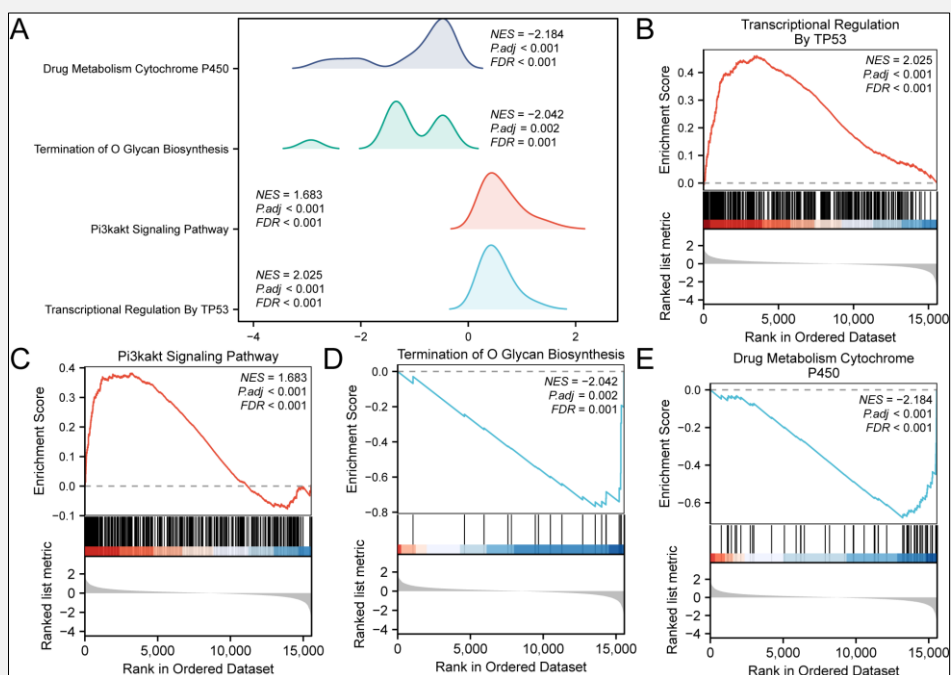 A
Drug Metabolism Cytochrome P450
NES = −2.184
P.adj < 0.001
FDR < 0.001
Termination of O Glycan Biosynthesis
NES = −2.042
P.adj = 0.002
FDR = 0.001
Pi3kakt Signaling Pathway
NES = 1.683
P.adj < 0.001
FDR < 0.001
Transcriptional Regulation By TP53
NES = 2.025
P.adj < 0.001
FDR < 0.001
−4 −2 0 2
B
Transcriptional Regulation
By TP53
NES = 2.025
P.adj < 0.001
FDR < 0.001
Enrichment Score
0.4
0.2
0.1
0.0
Ranked list metric
2
0
−2
−4
0 5,000 10,000 15,000
Rank in Ordered Dataset
C
Pi3kakt Signaling Pathway
NES = 1.683
P.adj < 0.001
FDR < 0.001
Enrichment Score
0.4
0.3
0.2
0.1
0.0
−0.1
Ranked list metric
2
0
−2
−4
0 5,000 10,000 15,000
Rank in Ordered Dataset
D
Termination of O Glycan Biosynthesis
NES = −2.042
P.adj = 0.002
FDR = 0.001
Enrichment Score
0.0
−0.2
−0.4
−0.6
−0.8
Ranked list metric
2
0
−2
−4
0 5,000 10,000 15,000
Rank in Ordered Dataset
E
Drug Metabolism Cytochrome
P450
NES = −2.184
P.adj < 0.001
FDR < 0.001
Enrichment Score
0.0
−0.2
−0.4
−0.6
Ranked list metric
2
0
−2
−4
0 5,000 10,000 15,000
Rank in Ordered Dataset